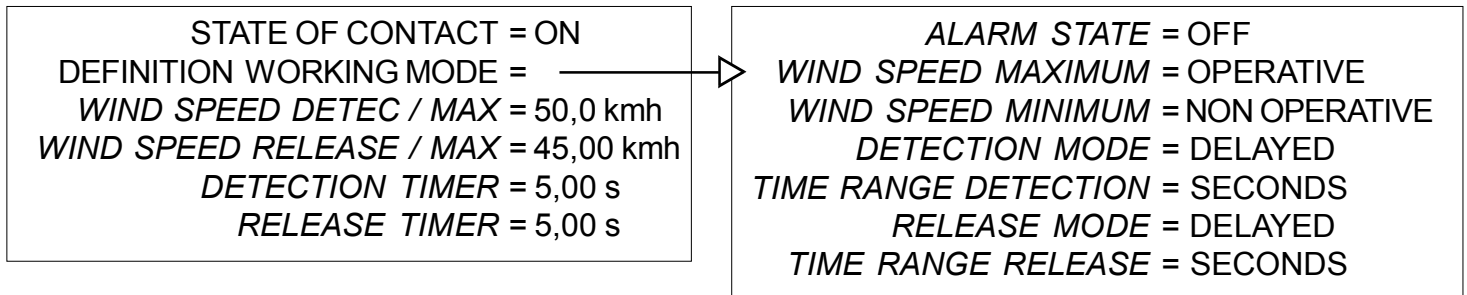 STATE OF CONTACT = ON
DEFINITION WORKING MODE =
WIND SPEED DETEC / MAX = 50,0 kmh
WIND SPEED RELEASE / MAX = 45,00 kmh
DETECTION TIMER = 5,00 s
RELEASE TIMER = 5,00 s
ALARM STATE = OFF
WIND SPEED MAXIMUM = OPERATIVE
WIND SPEED MINIMUM = NON OPERATIVE
DETECTION MODE = DELAYED
TIME RANGE DETECTION = SECONDS
RELEASE MODE = DELAYED
TIME RANGE RELEASE = SECONDS